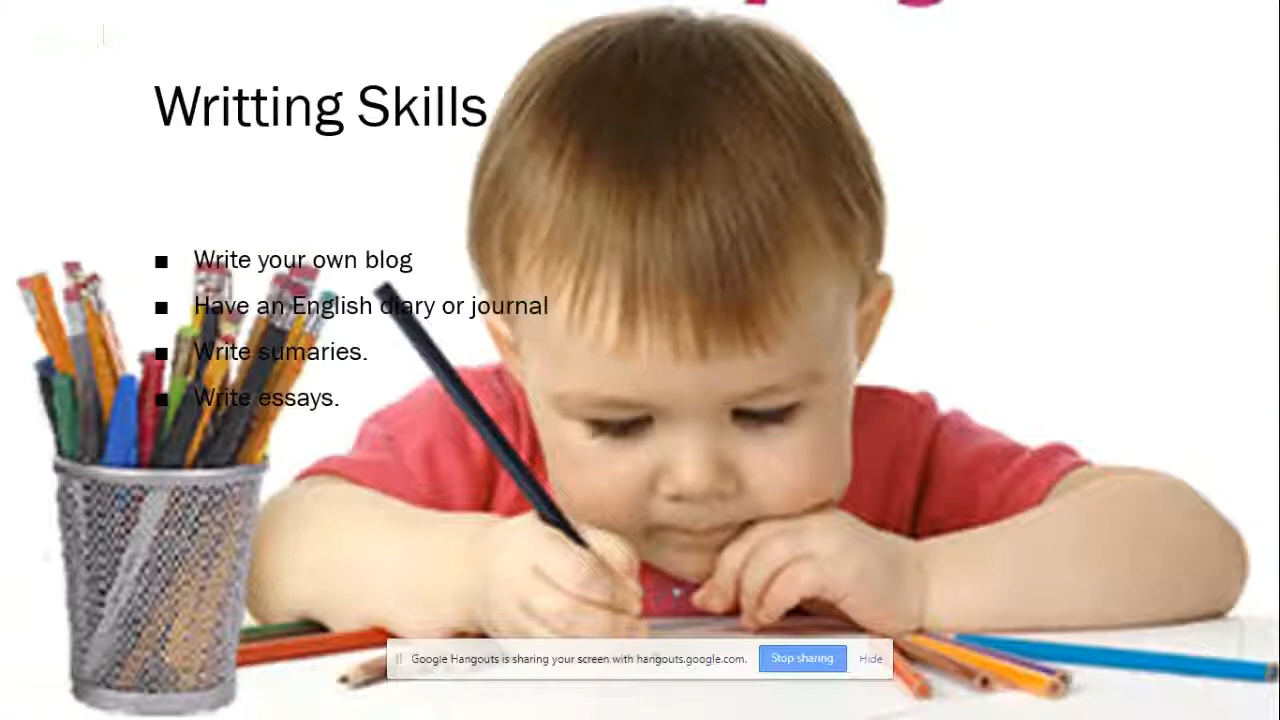 Writting Skills
■ Write your own blog
■ Have an English diary or journal
■ Write sumaries.
■ Write essays.
Google Hangouts is sharing your screen with hangouts.google.com. Stop sharing Hide